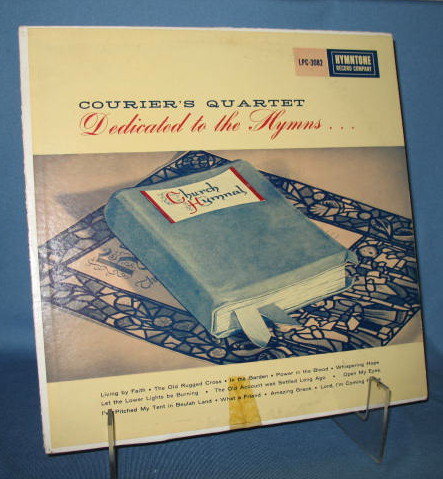 LPC-3082
HYMNTONE
RECORD COMPANY
COURIER'S QUARTET
Dedicated to the Hymns . . .
The
Church
Hymnal
Living by Faith • The Old Rugged Cross • In the Garden • Power in His Blood • Whispering Hope
Let the Lower Lights be Burning • The Old Account was Settled Long Ago • Open My Eyes
I've Pitched My Tent in Beulah Land • What a Friend • Amazing Grace • Lord, I'm Coming